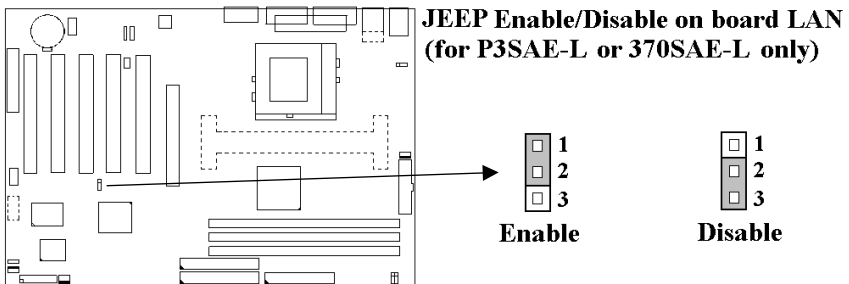 JEEP Enable/Disable on board LAN
(for P3SAE-L or 370SAE-L only)
1
2
3
Enable
1
2
3
Disable